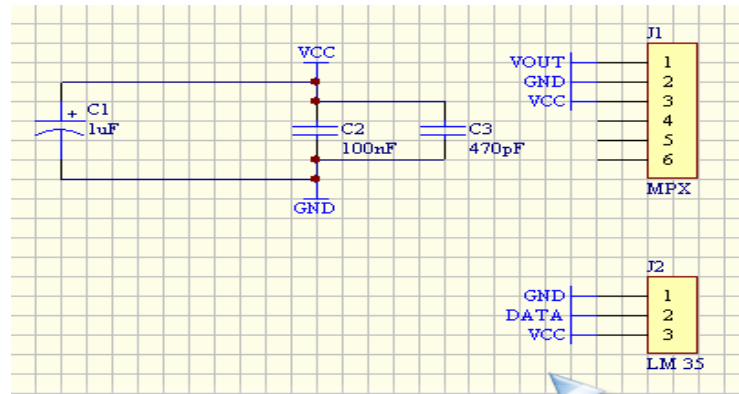 VCC
C1
+
1uF
C2
100nF
C3
470pF
GND
J1
VOUT 1
GND 2
VCC 3
4
5
6
MPX
J2
GND 1
DATA 2
VCC 3
LM 35